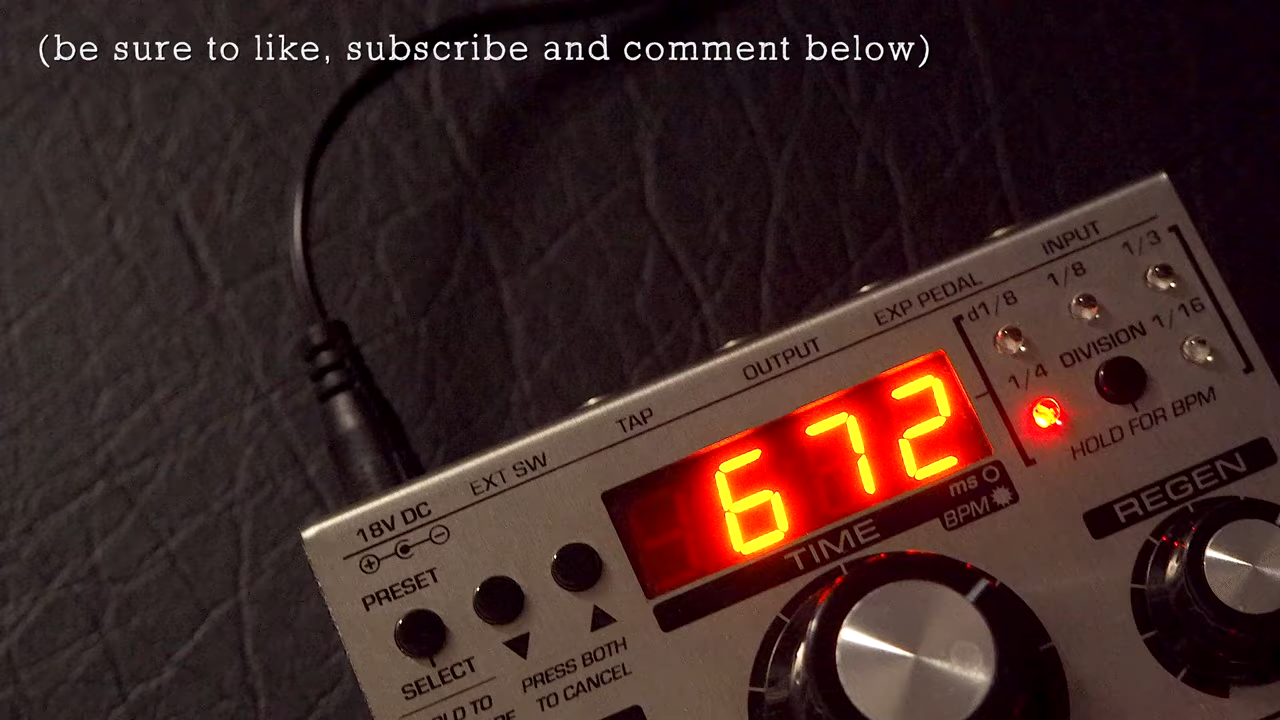 (be sure to like, subscribe and comment below)
INPUT
1/3
1/8
EXP PEDAL
d1/8
1/16
DIVISION
OUTPUT
1/4
HOLD FOR BPM
TAP
672
EXT SW
ms
BPM
REGEN
18V DC
TIME
PRESET
SELECT
PRESS BOTH
TO CANCEL